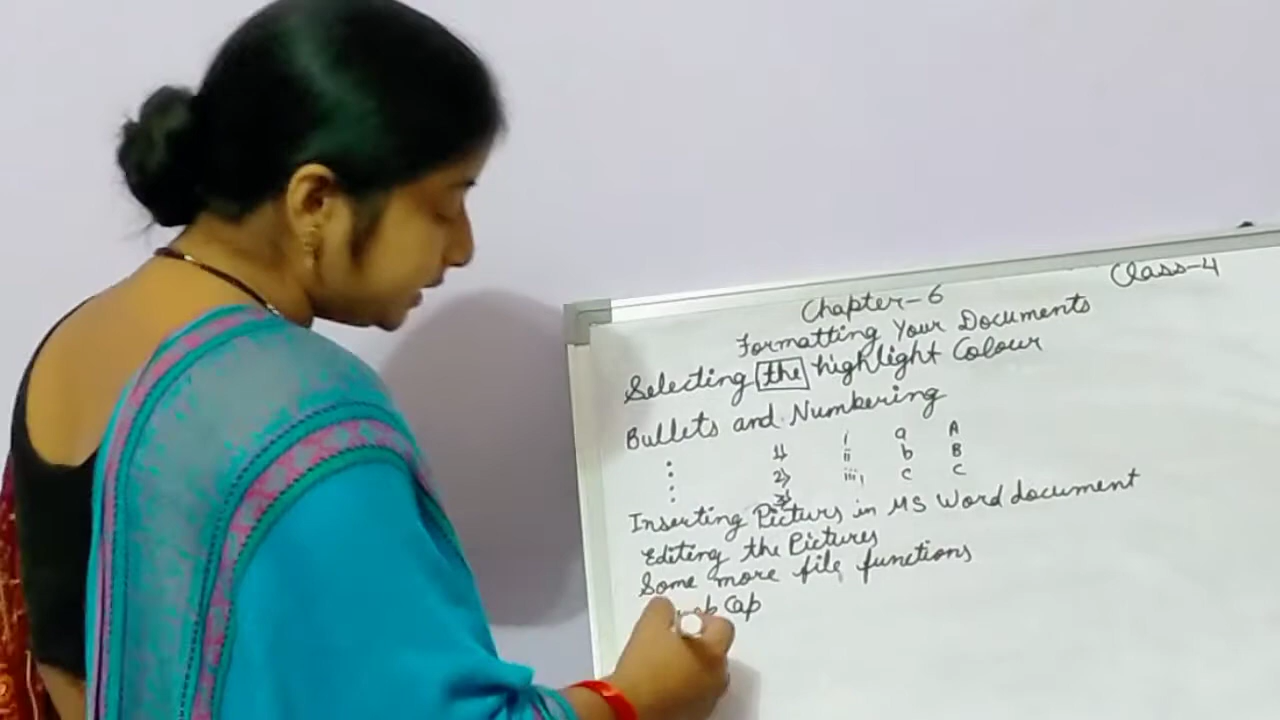 Class-4
Chapter-6
Formatting Your Documents
Selecting the highlight Colour
Bullets and Numbering
• 1) i a A
• 2) ii b B
• 3) iii, c C
Inserting Picturs in MS Word document
Editing the Pictures
Some more file functions
Cap